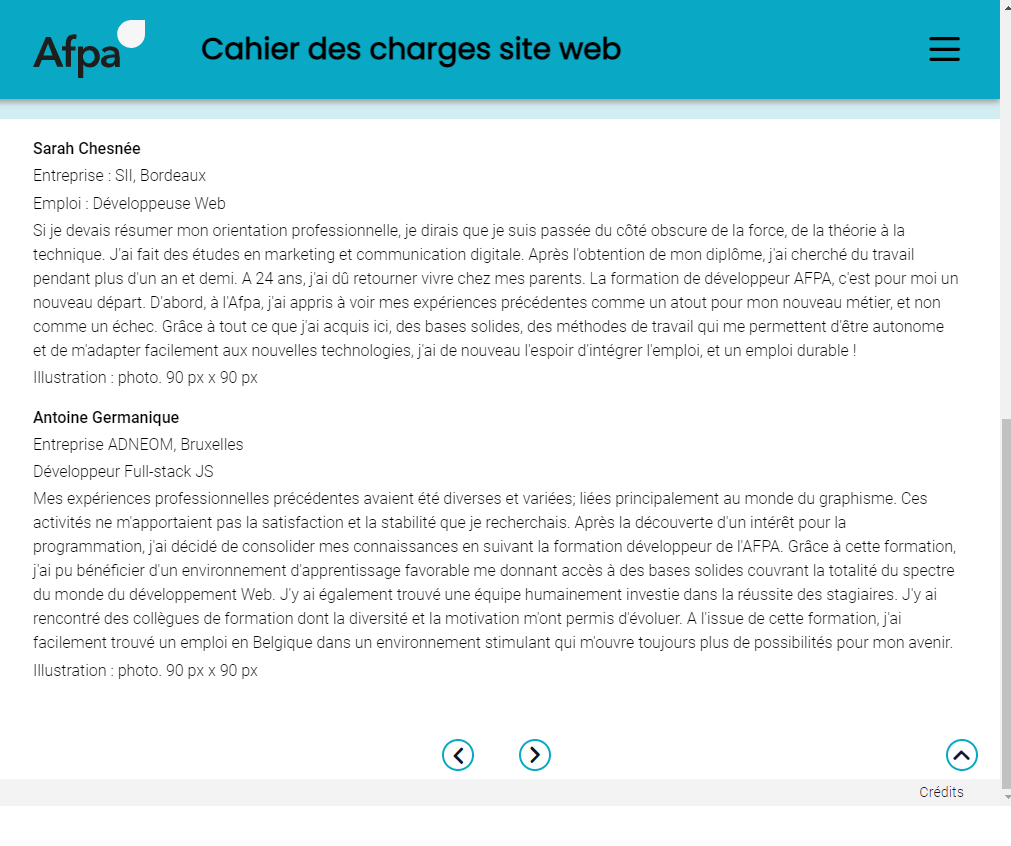 Afpa
Cahier des charges site web
Sarah Chesnée
Entreprise : SII, Bordeaux
Emploi : Développeuse Web
Si je devais résumer mon orientation professionnelle, je dirais que je suis passée du côté obscure de la force, de la théorie à la
technique. J'ai fait des études en marketing et communication digitale. Après l'obtention de mon diplôme, j'ai cherché du travail
pendant plus d'un an et demi. A 24 ans, j'ai dû retourner vivre chez mes parents. La formation de développeur AFPA, c'est pour moi un
nouveau départ. D'abord, à l'Afpa, j'ai appris à voir mes expériences précédentes comme un atout pour mon nouveau métier, et non
comme un échec. Grâce à tout ce que j'ai acquis ici, des bases solides, des méthodes de travail qui me permettent d'être autonome
et de m'adapter facilement aux nouvelles technologies, j'ai de nouveau l'espoir d'intégrer l'emploi, et un emploi durable !
Illustration : photo. 90 px x 90 px
Antoine Germanique
Entreprise ADNEOM, Bruxelles
Développeur Full-stack JS
Mes expériences professionnelles précédentes avaient été diverses et variées; liées principalement au monde du graphisme. Ces
activités ne m'apportaient pas la satisfaction et la stabilité que je recherchais. Après la découverte d'un intérêt pour la
programmation, j'ai décidé de consolider mes connaissances en suivant la formation développeur de l'AFPA. Grâce à cette formation,
j'ai pu bénéficier d'un environnement d'apprentissage favorable me donnant accès à des bases solides couvrant la totalité du spectre
du monde du développement Web. J'y ai également trouvé une équipe humainement investie dans la réussite des stagiaires. J'y ai
rencontré des collègues de formation dont la diversité et la motivation m'ont permis d'évoluer. A l'issue de cette formation, j'ai
facilement trouvé un emploi en Belgique dans un environnement stimulant qui m'ouvre toujours plus de possibilités pour mon avenir.
Illustration : photo. 90 px x 90 px
Crédits